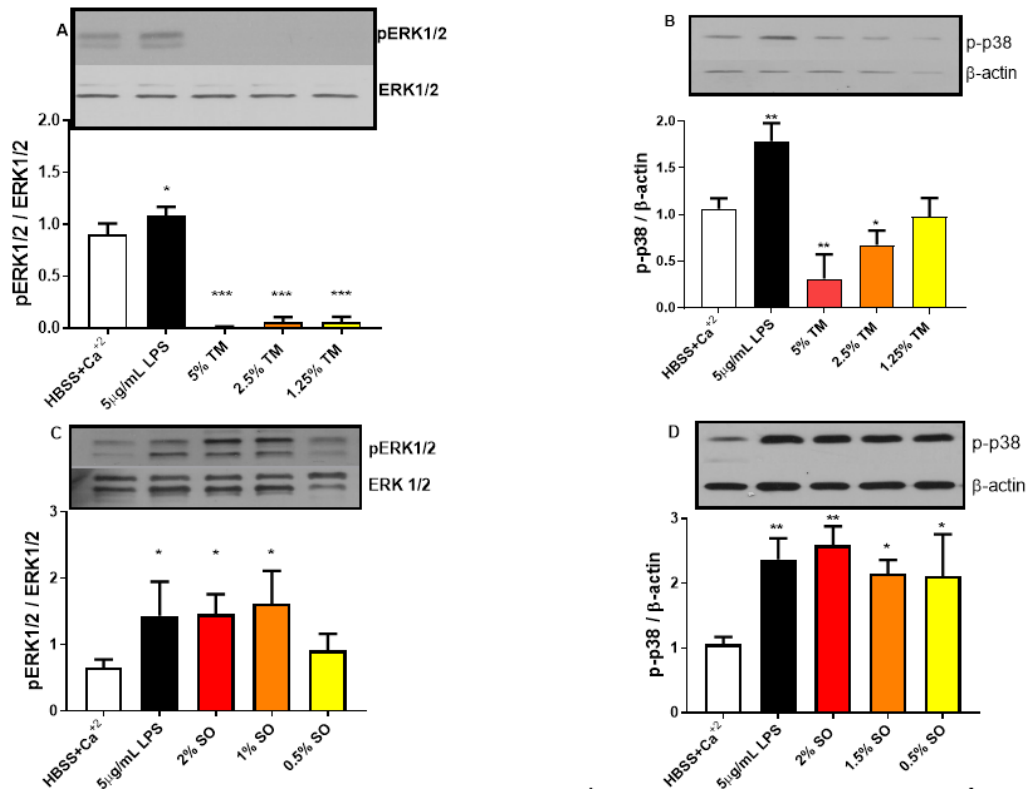 A
pERK1/2
ERK1/2
pERK1/2 / ERK1/2
2.0
1.5
1.0
0.5
0.0
*
***
***
***
HBSS+Ca+2
5μg/mL LPS
5% TM
2.5% TM
1.25% TM
B
p-p38
β-actin
p-p38 / β-actin
2.0
1.5
1.0
0.5
0.0
**
**
*
HBSS+Ca+2
5μg/mL LPS
5% TM
2.5% TM
1.25% TM
C
pERK1/2
ERK 1/2
pERK1/2 / ERK1/2
3
2
1
0
*
*
*
HBSS+Ca+2
5μg/mL LPS
2% SO
1% SO
0.5% SO
D
p-p38
β-actin
p-p38 / β-actin
3
2
1
0
**
**
*
*
HBSS+Ca+2
5μg/mL LPS
2% SO
1.5% SO
0.5% SO